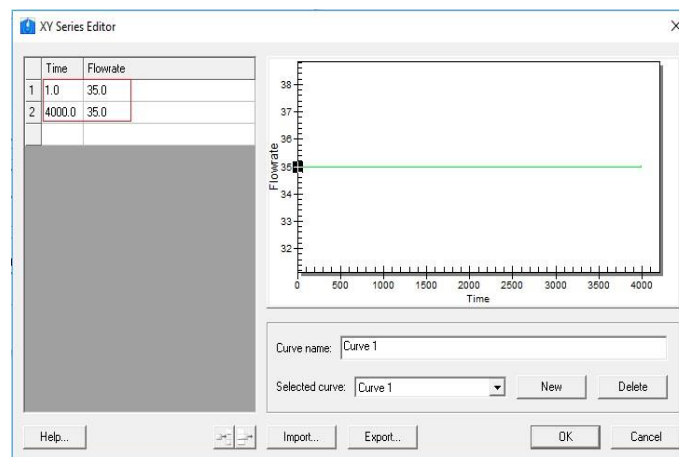 XY Series Editor
Time Flowrate
1 1.0 35.0
2 4000.0 35.0
38
37
36
35
34
33
32
Flowrate
0 500 1000 1500 2000 2500 3000 3500 4000
Time
Curve name: Curve 1
Selected curve: Curve 1 New Delete
Help... Import... Export... OK Cancel